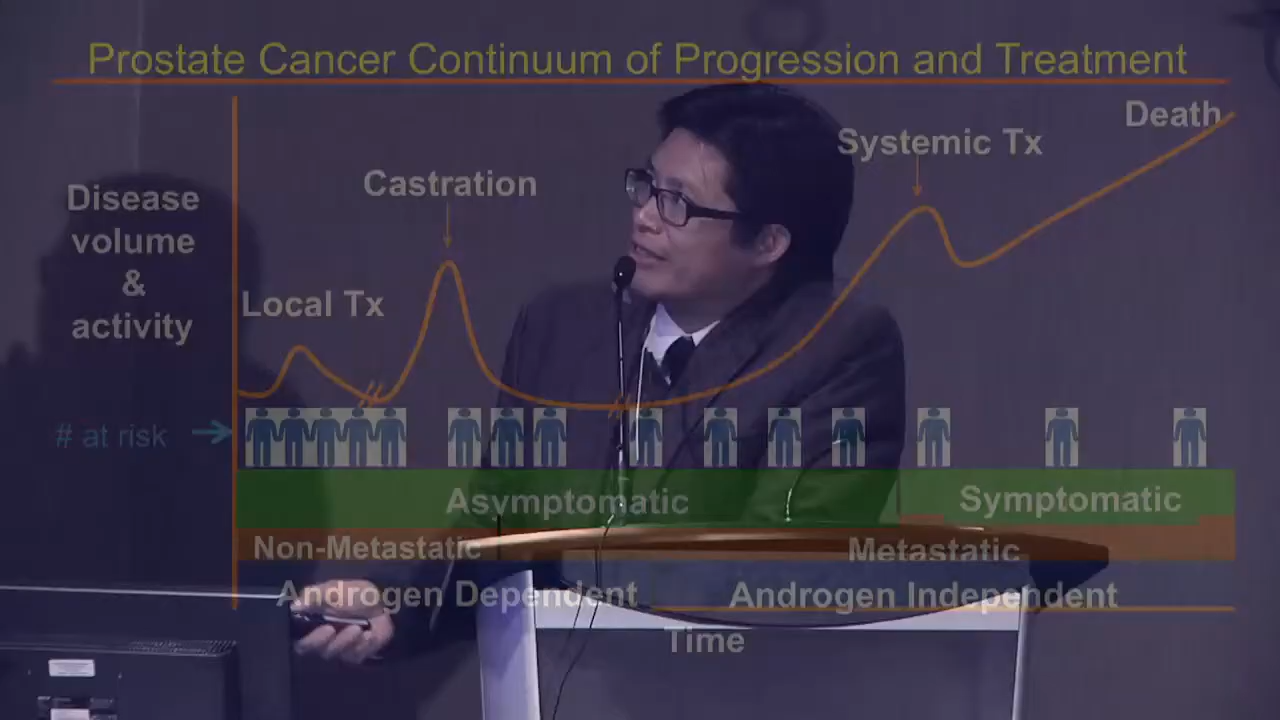 Prostate Cancer Continuum of Progression and Treatment
Death
Systemic Tx
Castration
Disease
volume
&
activity
Local Tx
# at risk
Asymptomatic
Symptomatic
Non-Metastatic
Metastatic
Androgen Dependent
Androgen Independent
Time